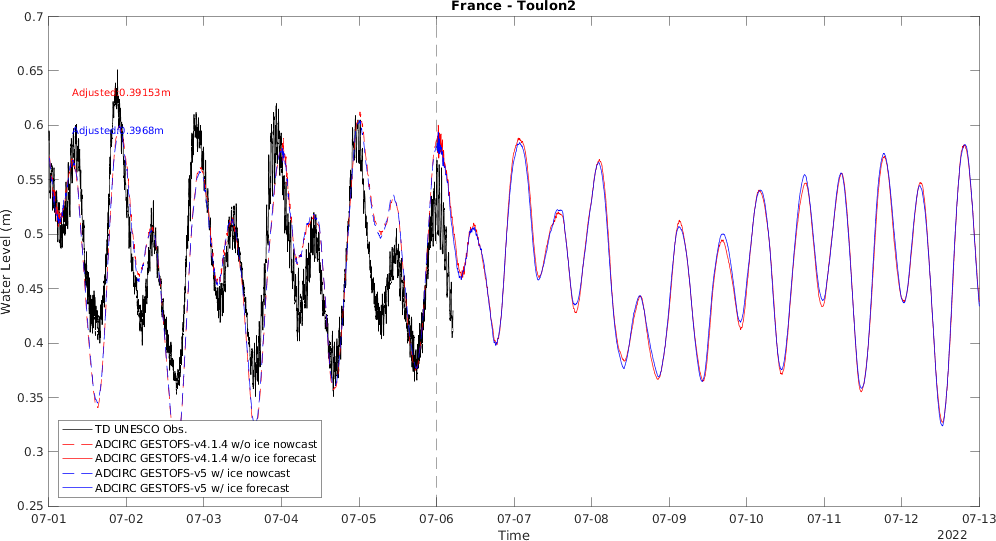 France - Toulon2
0.7
0.65
0.6
0.55
0.5
0.45
0.4
0.35
0.3
0.25
Water Level (m)
Adjusted 0.39153m
Adjusted 0.3968m
TD UNESCO Obs.
ADCIRC GESTOFS-v4.1.4 w/o ice nowcast
ADCIRC GESTOFS-v4.1.4 w/o ice forecast
ADCIRC GESTOFS-v5 w/ ice nowcast
ADCIRC GESTOFS-v5 w/ ice forecast
07-01 07-02 07-03 07-04 07-05 07-06 07-07 07-08 07-09 07-10 07-11 07-12 07-13
Time
2022